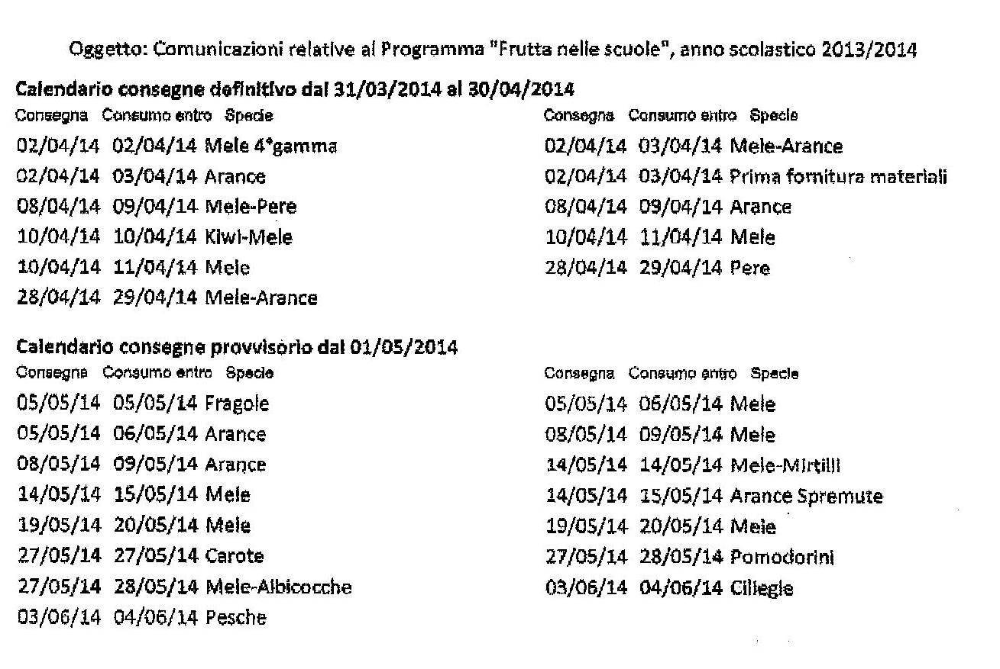 Oggetto: Comunicazioni relative al Programma "Frutta nelle scuole", anno scolastico 2013/2014
Calendario consegne definitivo dal 31/03/2014 al 30/04/2014
Consegna Consumo entro Specie
02/04/14 02/04/14 Mele 4°gamma
02/04/14 03/04/14 Arance
08/04/14 09/04/14 Mele-Pere
10/04/14 10/04/14 Kiwi-Mele
10/04/14 11/04/14 Mele
28/04/14 29/04/14 Mele-Arance
Consegna Consumo entro Specie
02/04/14 03/04/14 Mele-Arance
02/04/14 03/04/14 Prima fornitura materiali
08/04/14 09/04/14 Arance
10/04/14 11/04/14 Mele
28/04/14 29/04/14 Pere
Calendario consegne provvisorio dal 01/05/2014
Consegna Consumo entro Specie
05/05/14 05/05/14 Fragole
05/05/14 06/05/14 Arance
08/05/14 09/05/14 Arance
14/05/14 15/05/14 Mele
19/05/14 20/05/14 Mele
27/05/14 27/05/14 Carote
27/05/14 28/05/14 Mele-Albicocche
03/06/14 04/06/14 Pesche
Consegna Consumo entro Specie
05/05/14 06/05/14 Mele
08/05/14 09/05/14 Mele
14/05/14 14/05/14 Mele-Mirtilli
14/05/14 15/05/14 Arance Spremute
19/05/14 20/05/14 Mele
27/05/14 28/05/14 Pomodorini
03/06/14 04/06/14 Ciliegie